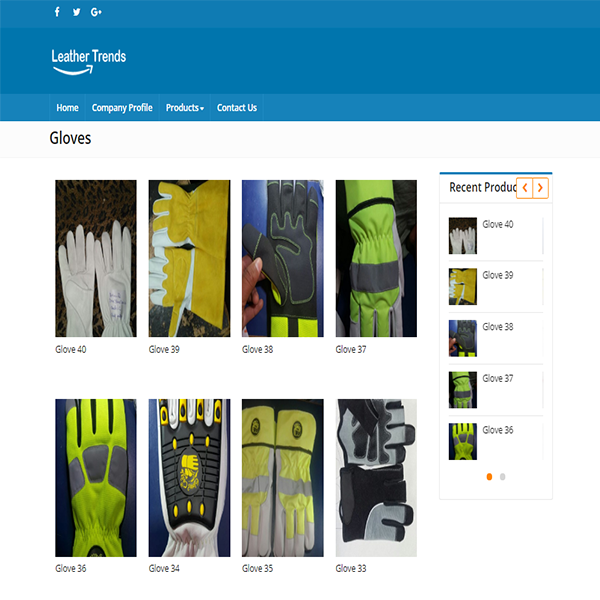 G+
Leather Trends
Home Company Profile Products Contact Us
Gloves
Recent Produc
Glove 40
Glove 39
Glove 38
Glove 37
Glove 40 Glove 39 Glove 38 Glove 37
Glove 36
Glove 36 Glove 34 Glove 35 Glove 33